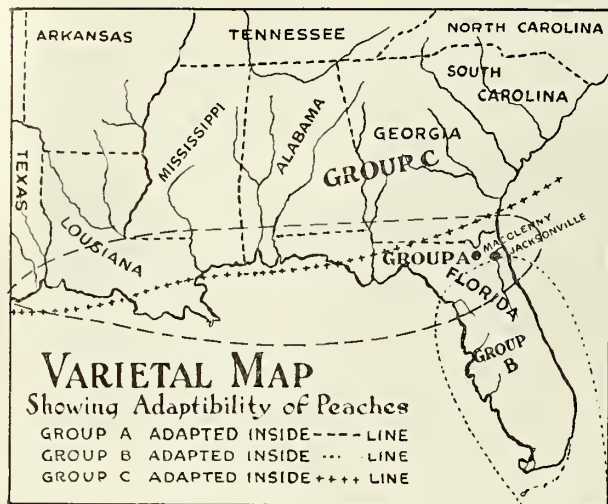 ARKANSAS
TENNESSEE
NORTH CAROLINA
SOUTH
CAROLINA
TEXAS
LOUSIANA
MISSISSIPPI
ALABAMA
GEORGIA
GROUP C
GROUP A
MACCLENNY
JACKSONVILLE
FLORIDA
GROUP
B
VARIETAL MAP
Showing Adaptibility of Peaches
GROUP A ADAPTED INSIDE ---- LINE
GROUP B ADAPTED INSIDE ... LINE
GROUP C ADAPTED INSIDE ++++ LINE